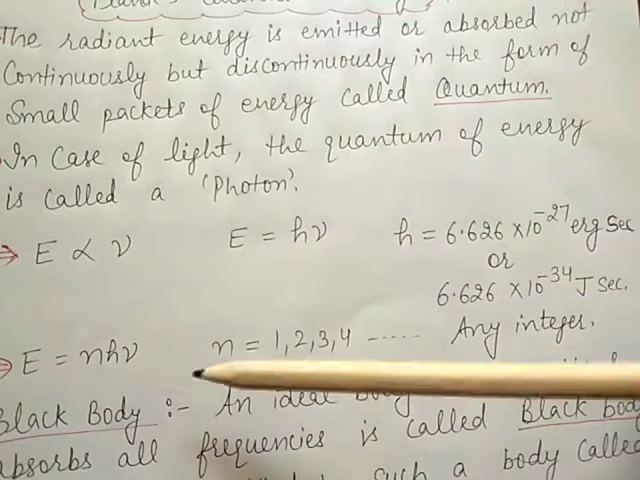 The radiant energy is emitted or absorbed not
Continuously but discontinuously in the form of
Small packets of energy called Quantum.
In Case of light, the quantum of energy
is called a 'Photon'.
⇒ E ∝ ν E = hν h = 6.626 × 10⁻²⁷ erg Sec
or
6.626 × 10⁻³⁴ J Sec.
⇒ E = nhν n = 1, 2, 3, 4 ...... Any integer.
Black Body :- An ideal body
absorbs all frequencies is called Black body
such a body called